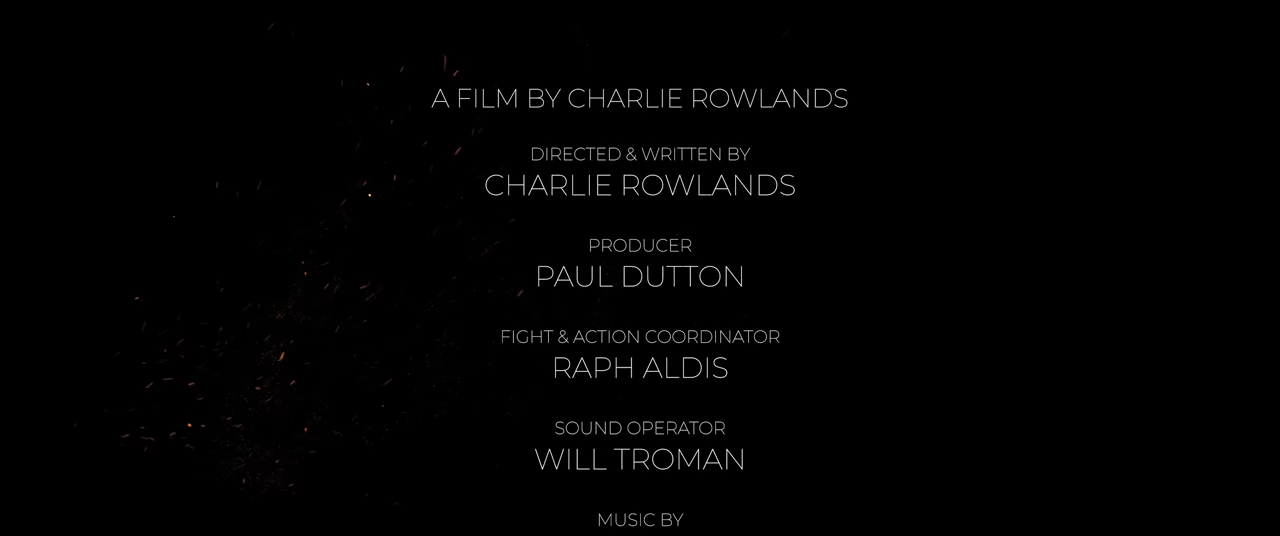 A FILM BY CHARLIE ROWLANDS
DIRECTED & WRITTEN BY
CHARLIE ROWLANDS
PRODUCER
PAUL DUTTON
FIGHT & ACTION COORDINATOR
RAPH ALDIS
SOUND OPERATOR
WILL TROMAN
MUSIC BY